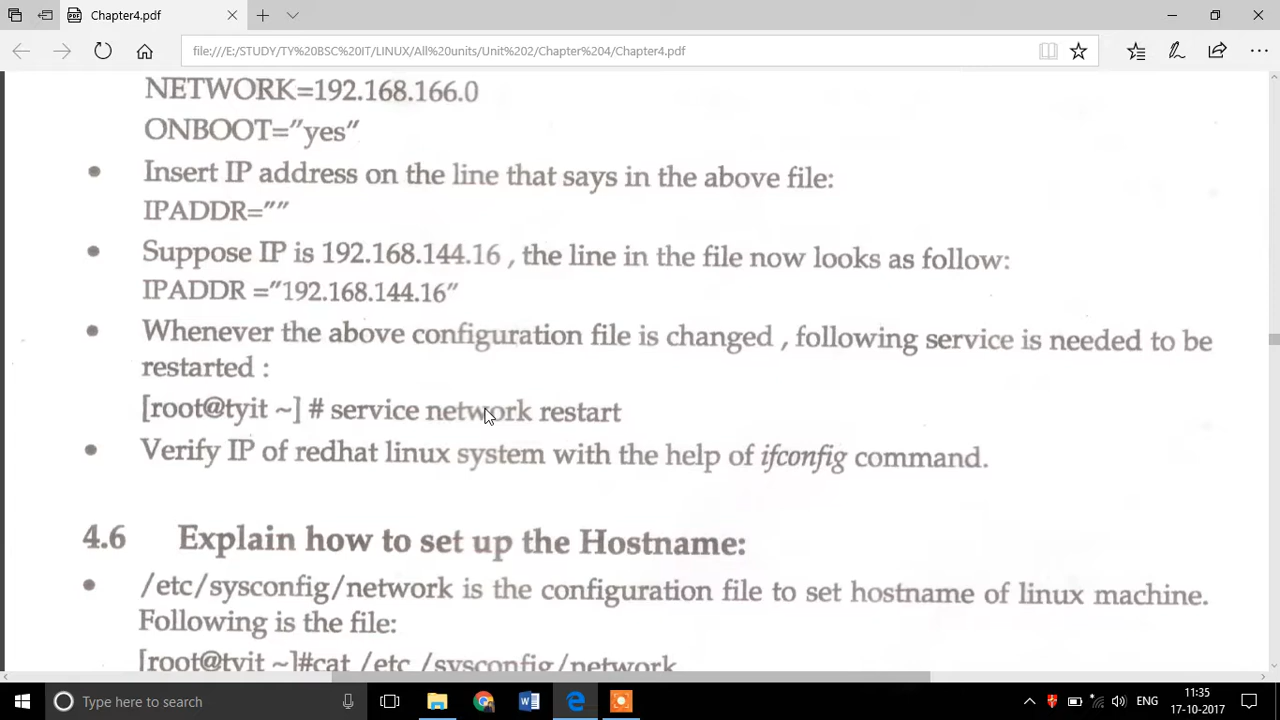 Chapter4.pdf
file:///E:/STUDY/TY%20BSC%20IT/LINUX/All%20units/Unit%202/Chapter%204/Chapter4.pdf
NETWORK=192.168.166.0
ONBOOT="yes"
• Insert IP address on the line that says in the above file:
IPADDR=""
• Suppose IP is 192.168.144.16 , the line in the file now looks as follow:
IPADDR ="192.168.144.16"
• Whenever the above configuration file is changed , following service is needed to be
restarted :
[root@tyit ~] # service network restart
• Verify IP of redhat linux system with the help of ifconfig command.
4.6 Explain how to set up the Hostname:
• /etc/sysconfig/network is the configuration file to set hostname of linux machine.
Following is the file:
[root@tyit ~]#cat /etc /sysconfig/network
Type here to search
ENG
11:35
17-10-2017